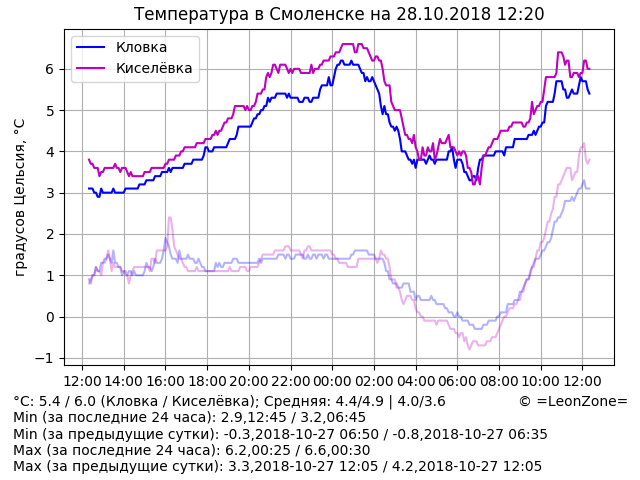 Температура в Смоленске на 28.10.2018 12:20
Кловка
Киселёвка
градусов Цельсия, °C
6
5
4
3
2
1
0
−1
12:00 14:00 16:00 18:00 20:00 22:00 00:00 02:00 04:00 06:00 08:00 10:00 12:00
°C: 5.4 / 6.0 (Кловка / Киселёвка); Средняя: 4.4/4.9 | 4.0/3.6 © =LeonZone=
Min (за последние 24 часа): 2.9,12:45 / 3.2,06:45
Min (за предыдущие сутки): -0.3,2018-10-27 06:50 / -0.8,2018-10-27 06:35
Max (за последние 24 часа): 6.2,00:25 / 6.6,00:30
Max (за предыдущие сутки): 3.3,2018-10-27 12:05 / 4.2,2018-10-27 12:05